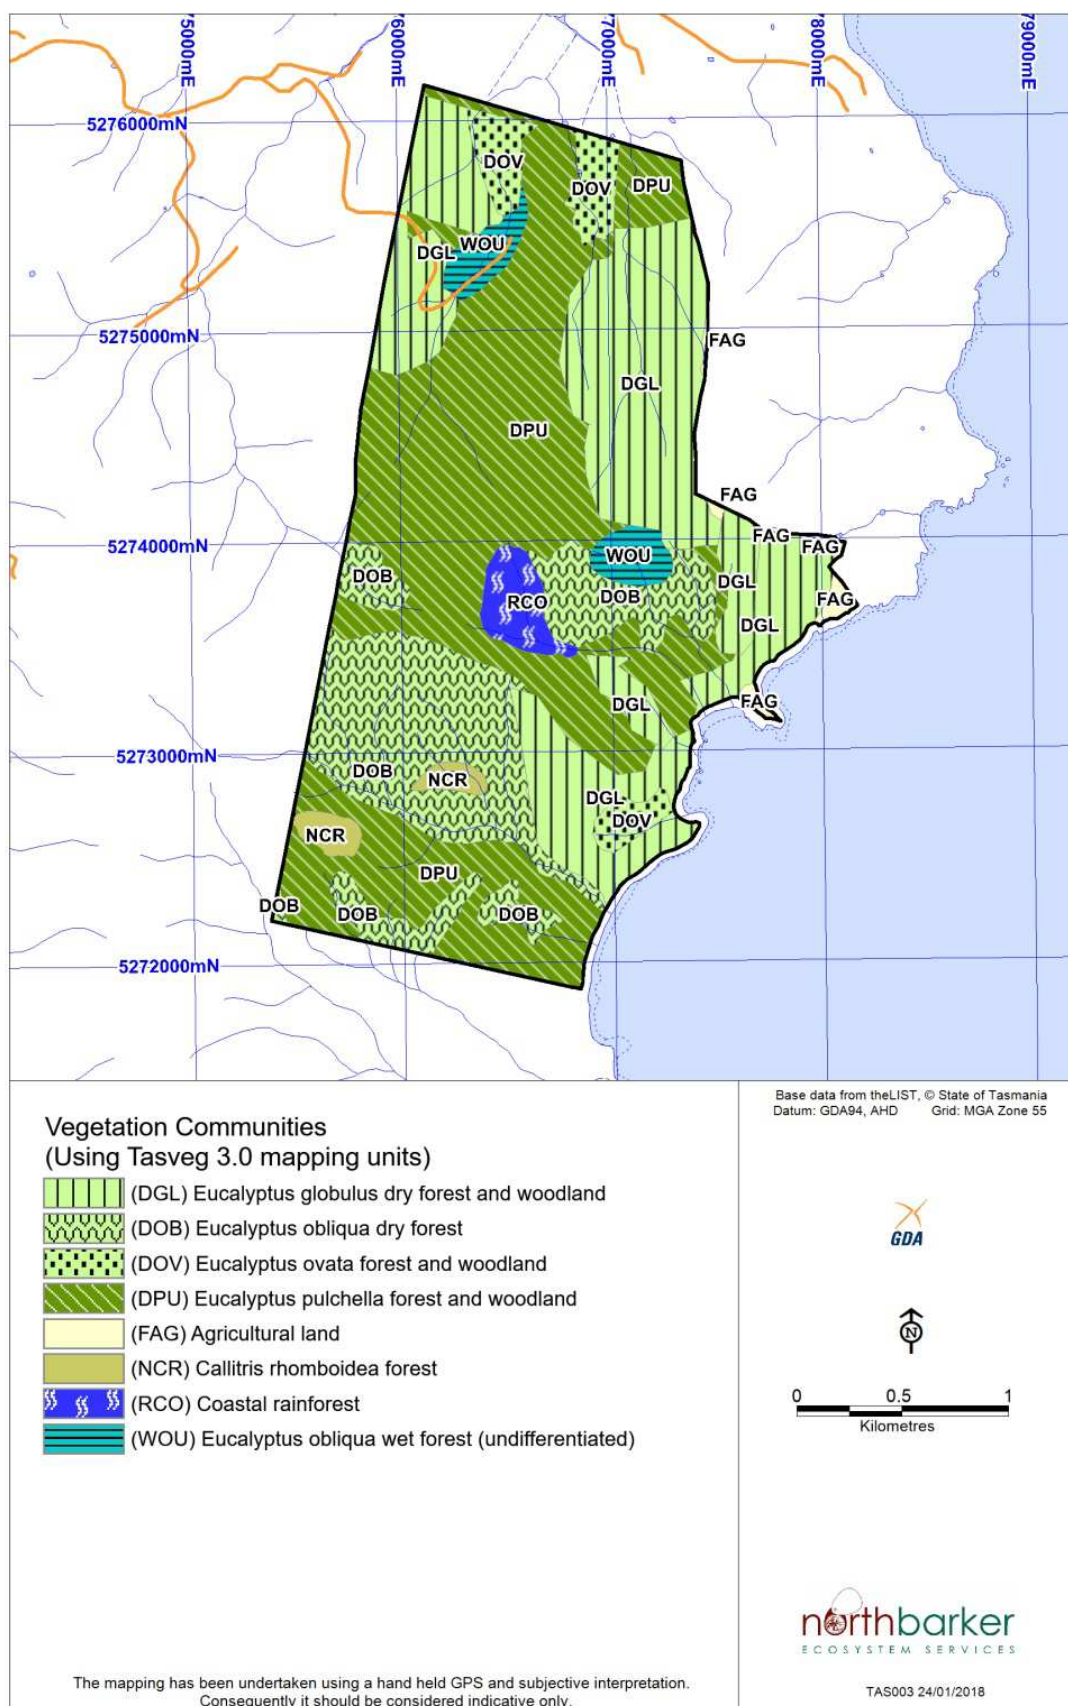 75000mE
76000mE
77000mE
78000mE
79000mE
5276000mN
DOV
DOV
DPU
WOU
DGL
5275000mN
FAG
DGL
DPU
FAG
FAG
5274000mN
FAG
WOU
DOB
DGL
RCO
DOB
FAG
DGL
FAG
DGL
5273000mN
DOB
NCR
DGL
DOV
NCR
DPU
DOB
DOB
DOB
5272000mN
Vegetation Communities
(Using Tasveg 3.0 mapping units)
(DGL) Eucalyptus globulus dry forest and woodland
(DOB) Eucalyptus obliqua dry forest
(DOV) Eucalyptus ovata forest and woodland
(DPU) Eucalyptus pulchella forest and woodland
(FAG) Agricultural land
(NCR) Callitris rhomboidea forest
(RCO) Coastal rainforest
(WOU) Eucalyptus obliqua wet forest (undifferentiated)
The mapping has been undertaken using a hand held GPS and subjective interpretation.
Consequently it should be considered indicative only.
Base data from theLIST, © State of Tasmania
Datum: GDA94, AHD Grid: MGA Zone 55
GDA
N
0 0.5 1
Kilometres
northbarker
ECOSYSTEM SERVICES
TAS003 24/01/2018